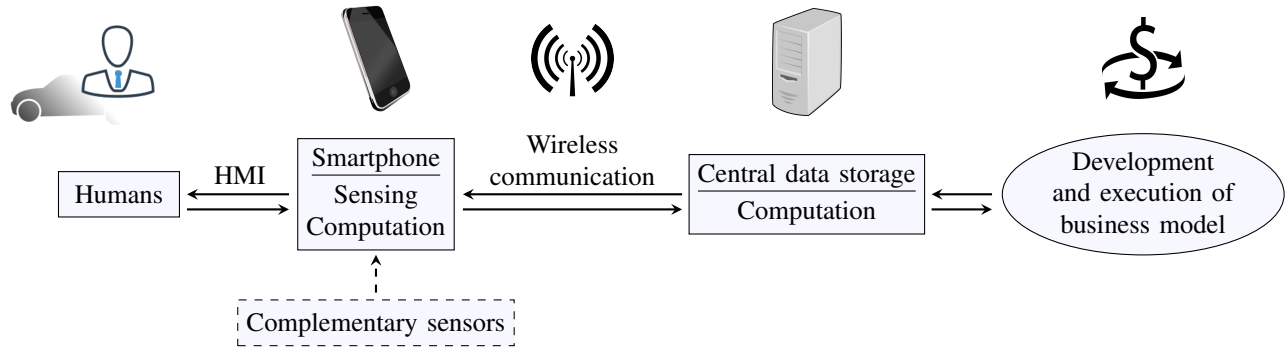 Humans
HMI
Smartphone
Sensing
Computation
Complementary sensors
Wireless
communication
Central data storage
Computation
Development
and execution of
business model